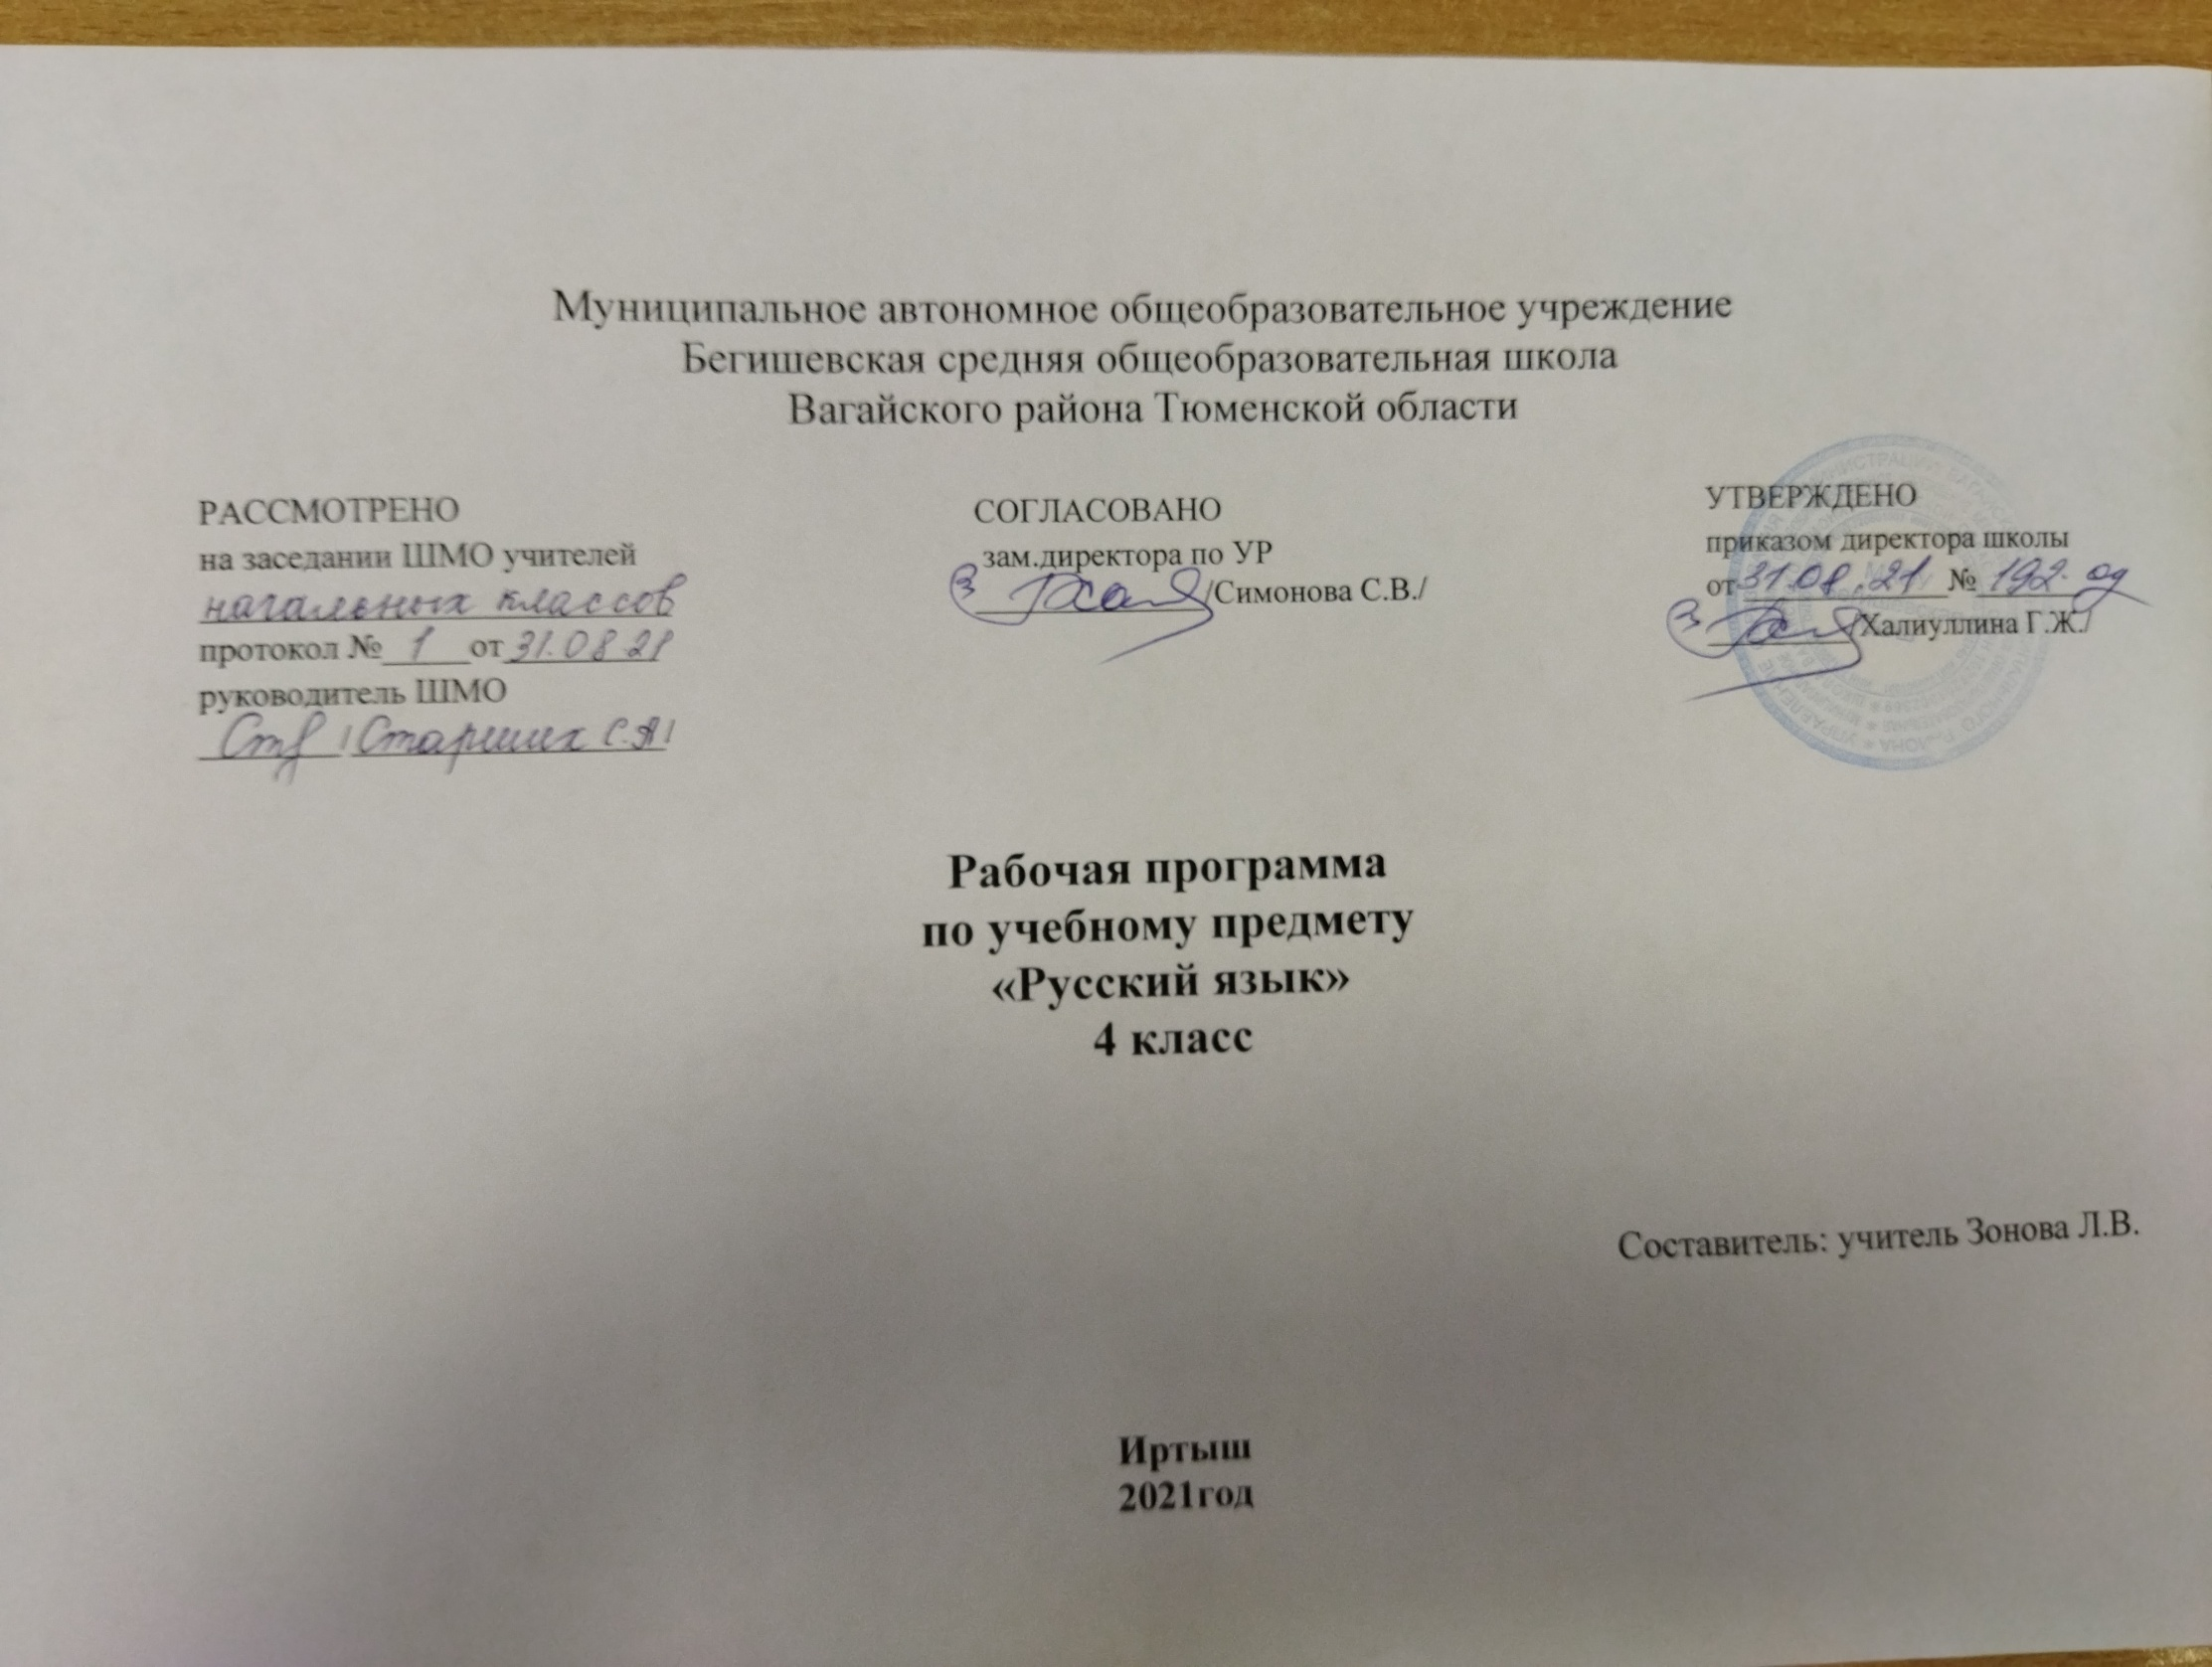 Муниципальное автономное общеобразовательное учреждение
Бегишевская средняя общеобразовательная школа
Вагайского района Тюменской области
РАССМОТРЕНО
на заседании ШМО учителей
начальных классов
протокол № 1 от 31.08.21
руководитель ШМО
/Старших С.А/
СОГЛАСОВАНО
зам.директора по УР
/Симонова С.В./
УТВЕРЖДЕНО
приказом директора школы
от 31.08.21 № 192-од
/Халиуллина Г.Ж./
Рабочая программа
по учебному предмету
«Русский язык»
4 класс
Составитель: учитель Зонова Л.В.
Иртыш
2021год